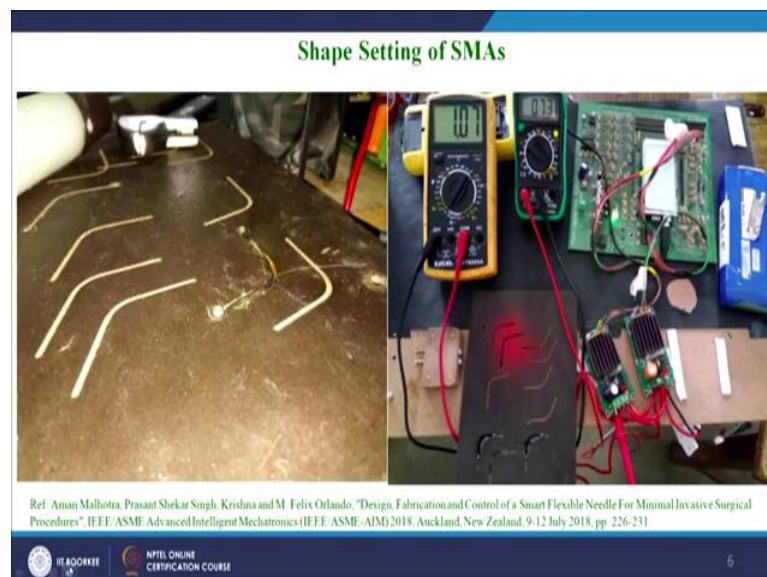 Shape Setting of SMAs
1.07
Ref Aman Malhotra, Prasant Shekar Singh, Krishna and M Felix Orlando, "Design, Fabrication and Control of a Smart Flexible Needle For Minimal Invasive Surgical
Procedures", IEEE/ASME Advanced Intelligent Mechatronics (IEEE/ASME-AIM) 2018, Auckland, New Zealand, 9-12 July 2018, pp 226-231
IIT ROORKEE
NPTEL ONLINE
CERTIFICATION COURSE
6